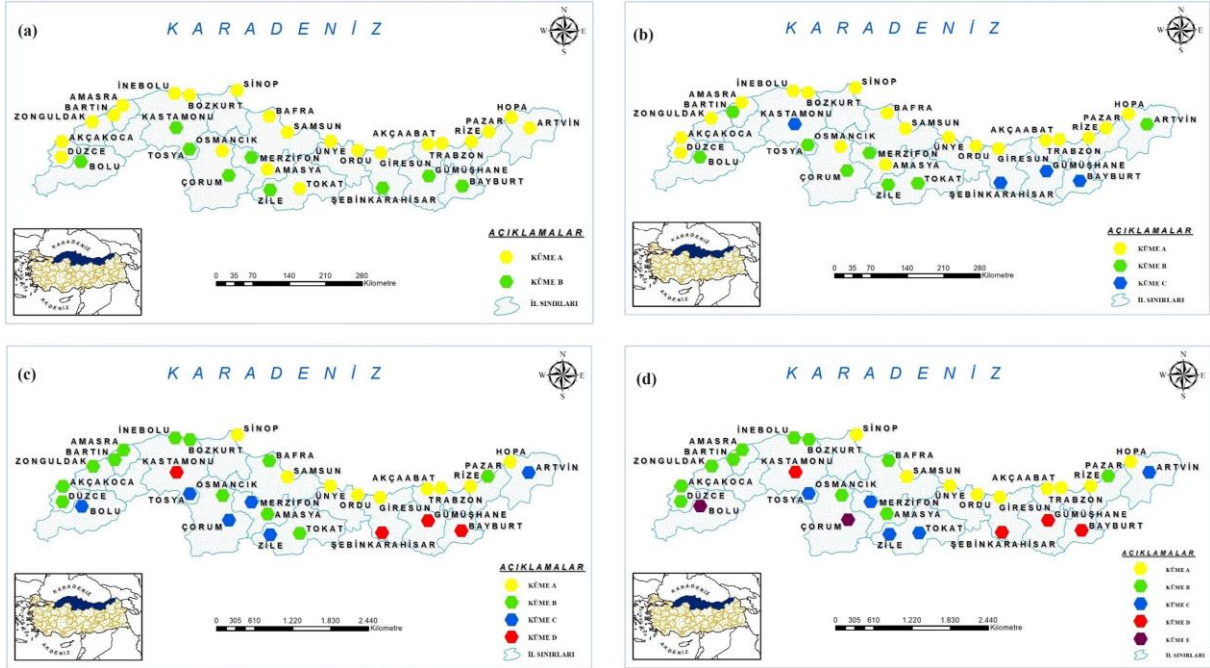 (a)
K A R A D E N İ Z
N
W E
S
İNEBOLU
SİNOP
AMASRA
BARTIN
BOZKURT
BAFRA
HOPA
ZONGULDAK
KASTAMONU
SAMSUN
PAZAR
AKÇAKOCA
OSMANCIK
AKÇAABAT
RİZE
ARTVİN
DÜZCE
TOSYA
MERZİFON
ÜNYE
ORDU
GİRESUN
TRABZON
BOLU
AMASYA
GÜMÜŞHANE
ÇORUM
TOKAT
BAYBURT
ZİLE
ŞEBİNKARAHİSAR
AÇIKLAMALAR
KÜME A
KÜME B
İL SINIRLARI
KARADENİZ
AKDENİZ
0 35 70 140 210 280
Kilometre
(b)
K A R A D E N İ Z
N
W E
S
İNEBOLU
SİNOP
AMASRA
BARTIN
BOZKURT
BAFRA
HOPA
ZONGULDAK
KASTAMONU
SAMSUN
PAZAR
AKÇAKOCA
OSMANCIK
AKÇAABAT
RİZE
ARTVİN
DÜZCE
TOSYA
MERZİFON
ÜNYE
ORDU
GİRESUN
TRABZON
BOLU
AMASYA
GÜMÜŞHANE
ÇORUM
TOKAT
BAYBURT
ZİLE
ŞEBİNKARAHİSAR
AÇIKLAMALAR
KÜME A
KÜME B
KÜME C
İL SINIRLARI
KARADENİZ
AKDENİZ
0 35 70 140 210 280
Kilometre
(c)
K A R A D E N İ Z
N
W E
S
İNEBOLU
SİNOP
AMASRA
BARTIN
BOZKURT
BAFRA
HOPA
ZONGULDAK
KASTAMONU
SAMSUN
PAZAR
AKÇAKOCA
OSMANCIK
AKÇAABAT
RİZE
ARTVİN
DÜZCE
TOSYA
MERZİFON
ÜNYE
ORDU
GİRESUN
TRABZON
BOLU
AMASYA
GÜMÜŞHANE
ÇORUM
TOKAT
BAYBURT
ZİLE
ŞEBİNKARAHİSAR
AÇIKLAMALAR
KÜME A
KÜME B
KÜME C
KÜME D
İL SINIRLARI
KARADENİZ
AKDENİZ
0 305 610 1.220 1.830 2.440
Kilometre
(d)
K A R A D E N İ Z
N
W E
S
İNEBOLU
SİNOP
AMASRA
BARTIN
BOZKURT
BAFRA
HOPA
ZONGULDAK
KASTAMONU
SAMSUN
PAZAR
AKÇAKOCA
OSMANCIK
AKÇAABAT
RİZE
ARTVİN
DÜZCE
TOSYA
MERZİFON
ÜNYE
ORDU
GİRESUN
TRABZON
BOLU
AMASYA
GÜMÜŞHANE
ÇORUM
TOKAT
BAYBURT
ZİLE
ŞEBİNKARAHİSAR
AÇIKLAMALAR
KÜME A
KÜME B
KÜME C
KÜME D
KÜME E
İL SINIRLARI
KARADENİZ
AKDENİZ
0 305 610 1.220 1.830 2.440
Kilometre